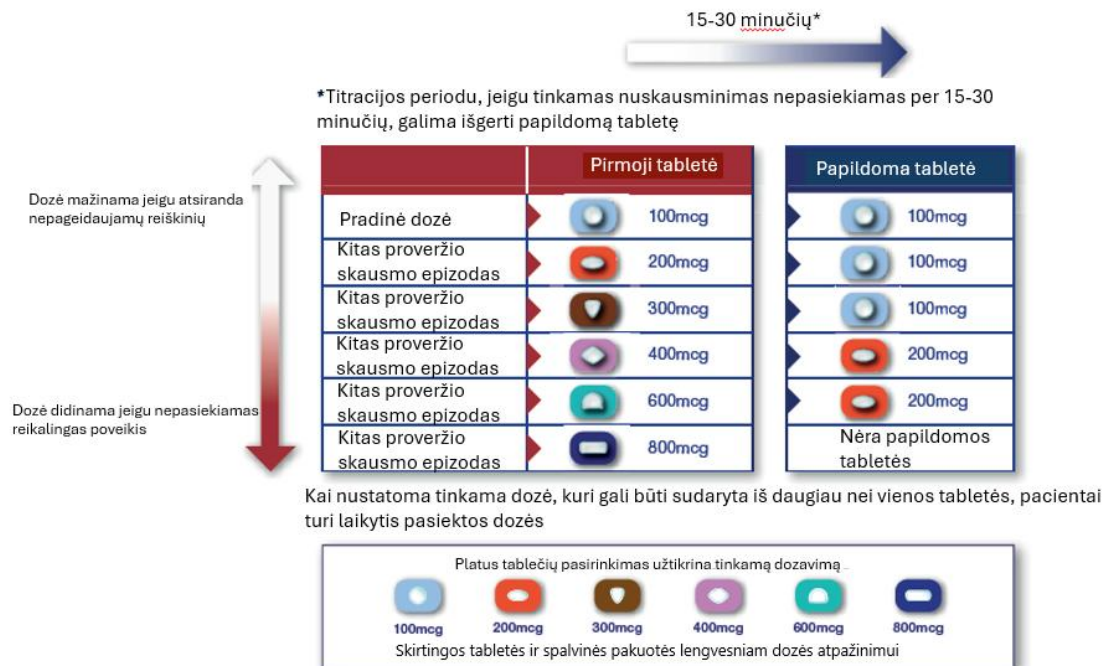 15-30 minučių*
*Titracijos periodu, jeigu tinkamas nuskausminimas nepasiekiamas per 15-30
minučių, galima išgerti papildomą tabletę
Dozė mažinama jeigu atsiranda
nepageidaujamų reiškinių
Dozė didinama jeigu nepasiekiamas
reikalingas poveikis
Pirmoji tabletė
Papildoma tabletė
Pradinė dozė
100mcg
100mcg
Kitas proveržio
skausmo epizodas
200mcg
100mcg
Kitas proveržio
skausmo epizodas
300mcg
100mcg
Kitas proveržio
skausmo epizodas
400mcg
200mcg
Kitas proveržio
skausmo epizodas
600mcg
200mcg
Kitas proveržio
skausmo epizodas
800mcg
Nėra papildomos
tabletės
Kai nustatoma tinkama dozė, kuri gali būti sudaryta iš daugiau nei vienos tabletės, pacientai
turi laikytis pasiektos dozės
Platus tablečių pasirinkimas užtikrina tinkamą dozavimą
100mcg
200mcg
300mcg
400mcg
600mcg
800mcg
Skirtingos tabletės ir spalvinės pakuotės lengvesniam dozės atpažinimui